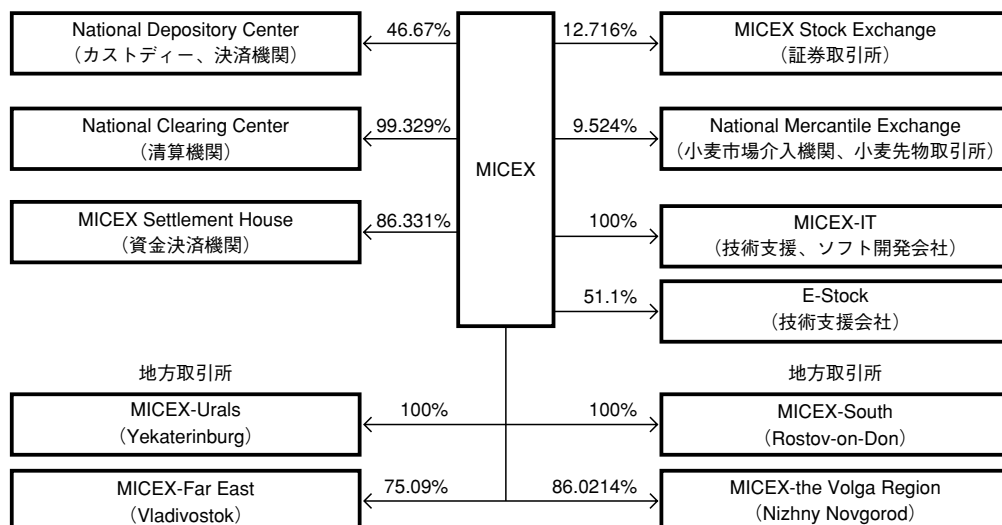 National Depository Center
（カストディー、決済機関）
46.67%
12.716%
MICEX Stock Exchange
（証券取引所）
National Clearing Center
（清算機関）
99.329%
MICEX
9.524%
National Mercantile Exchange
（小麦市場介入機関、小麦先物取引所）
MICEX Settlement House
（資金決済機関）
86.331%
100%
MICEX-IT
（技術支援、ソフト開発会社）
51.1%
E-Stock
（技術支援会社）
地方取引所
地方取引所
MICEX-Urals
（Yekaterinburg）
100%
100%
MICEX-South
（Rostov-on-Don）
MICEX-Far East
（Vladivostok）
75.09%
86.0214%
MICEX-the Volga Region
（Nizhny Novgorod）